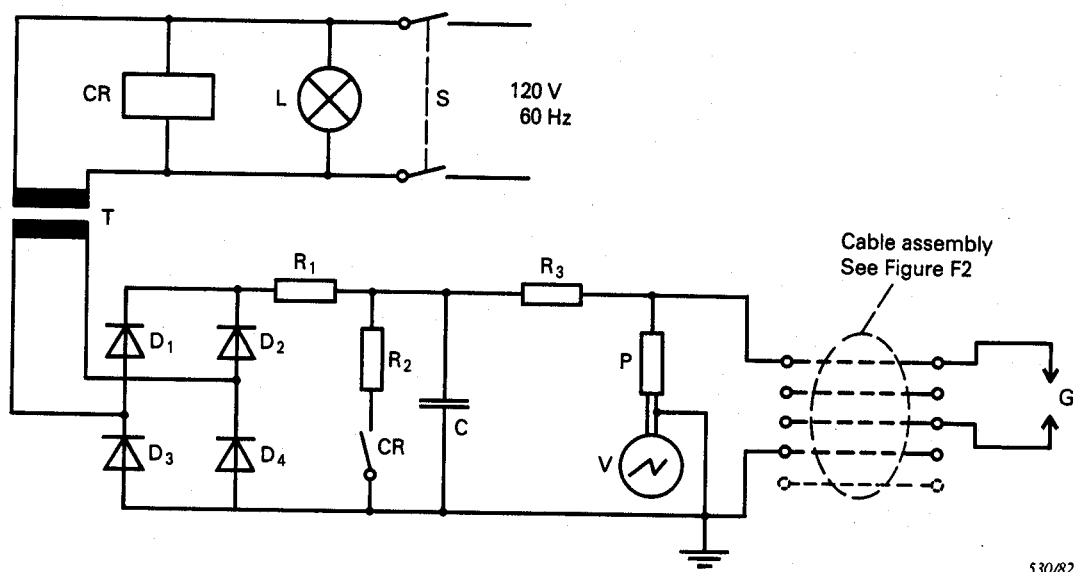 CR
L
S
120 V
60 Hz
T
Cable assembly
See Figure F2
R1
R3
D1
D2
R2
P
G
C
CR
D3
D4
V
530/82